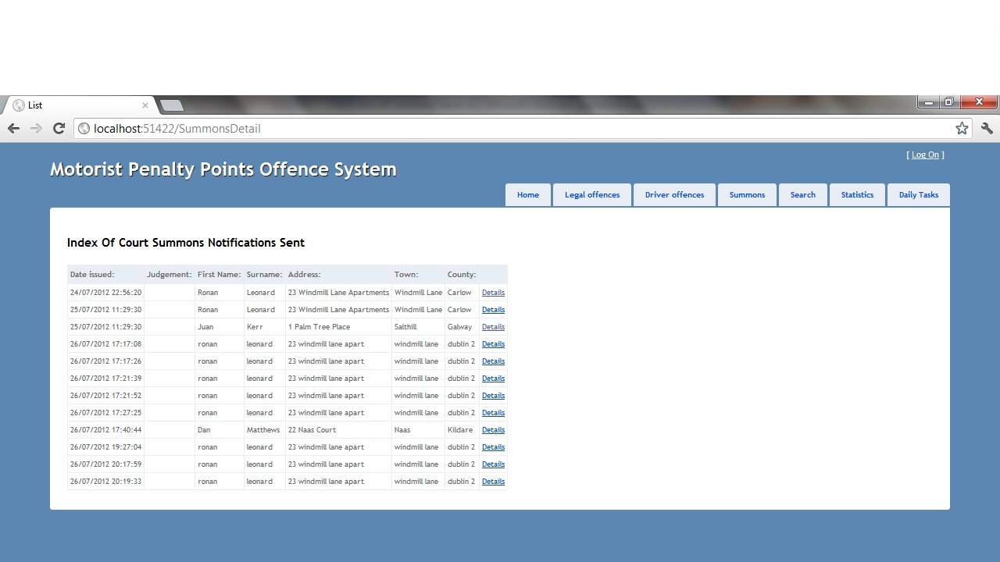 List
localhost:51422/SummonsDetail
[ Log On ]
Motorist Penalty Points Offence System
Home Legal offences Driver offences Summons Search Statistics Daily Tasks
Index Of Court Summons Notifications Sent
Date issued: Judgement: First Name: Surname: Address: Town: County:
24/07/2012 22:56:20 Ronan Leonard 23 Windmill Lane Apartments Windmill Lane Carlow Details
25/07/2012 11:29:30 Ronan Leonard 23 Windmill Lane Apartments Windmill Lane Carlow Details
25/07/2012 11:29:30 Juan Kerr 1 Palm Tree Place Salthill Galway Details
26/07/2012 17:17:08 ronan leonard 23 windmill lane apart windmill lane dublin 2 Details
26/07/2012 17:17:26 ronan leonard 23 windmill lane apart windmill lane dublin 2 Details
26/07/2012 17:21:39 ronan leonard 23 windmill lane apart windmill lane dublin 2 Details
26/07/2012 17:21:52 ronan leonard 23 windmill lane apart windmill lane dublin 2 Details
26/07/2012 17:27:25 ronan leonard 23 windmill lane apart windmill lane dublin 2 Details
26/07/2012 17:40:44 Dan Matthews 22 Naas Court Naas Kildare Details
26/07/2012 19:27:04 ronan leonard 23 windmill lane apart windmill lane dublin 2 Details
26/07/2012 20:17:59 ronan leonard 23 windmill lane apart windmill lane dublin 2 Details
26/07/2012 20:19:33 ronan leonard 23 windmill lane apart windmill lane dublin 2 Details